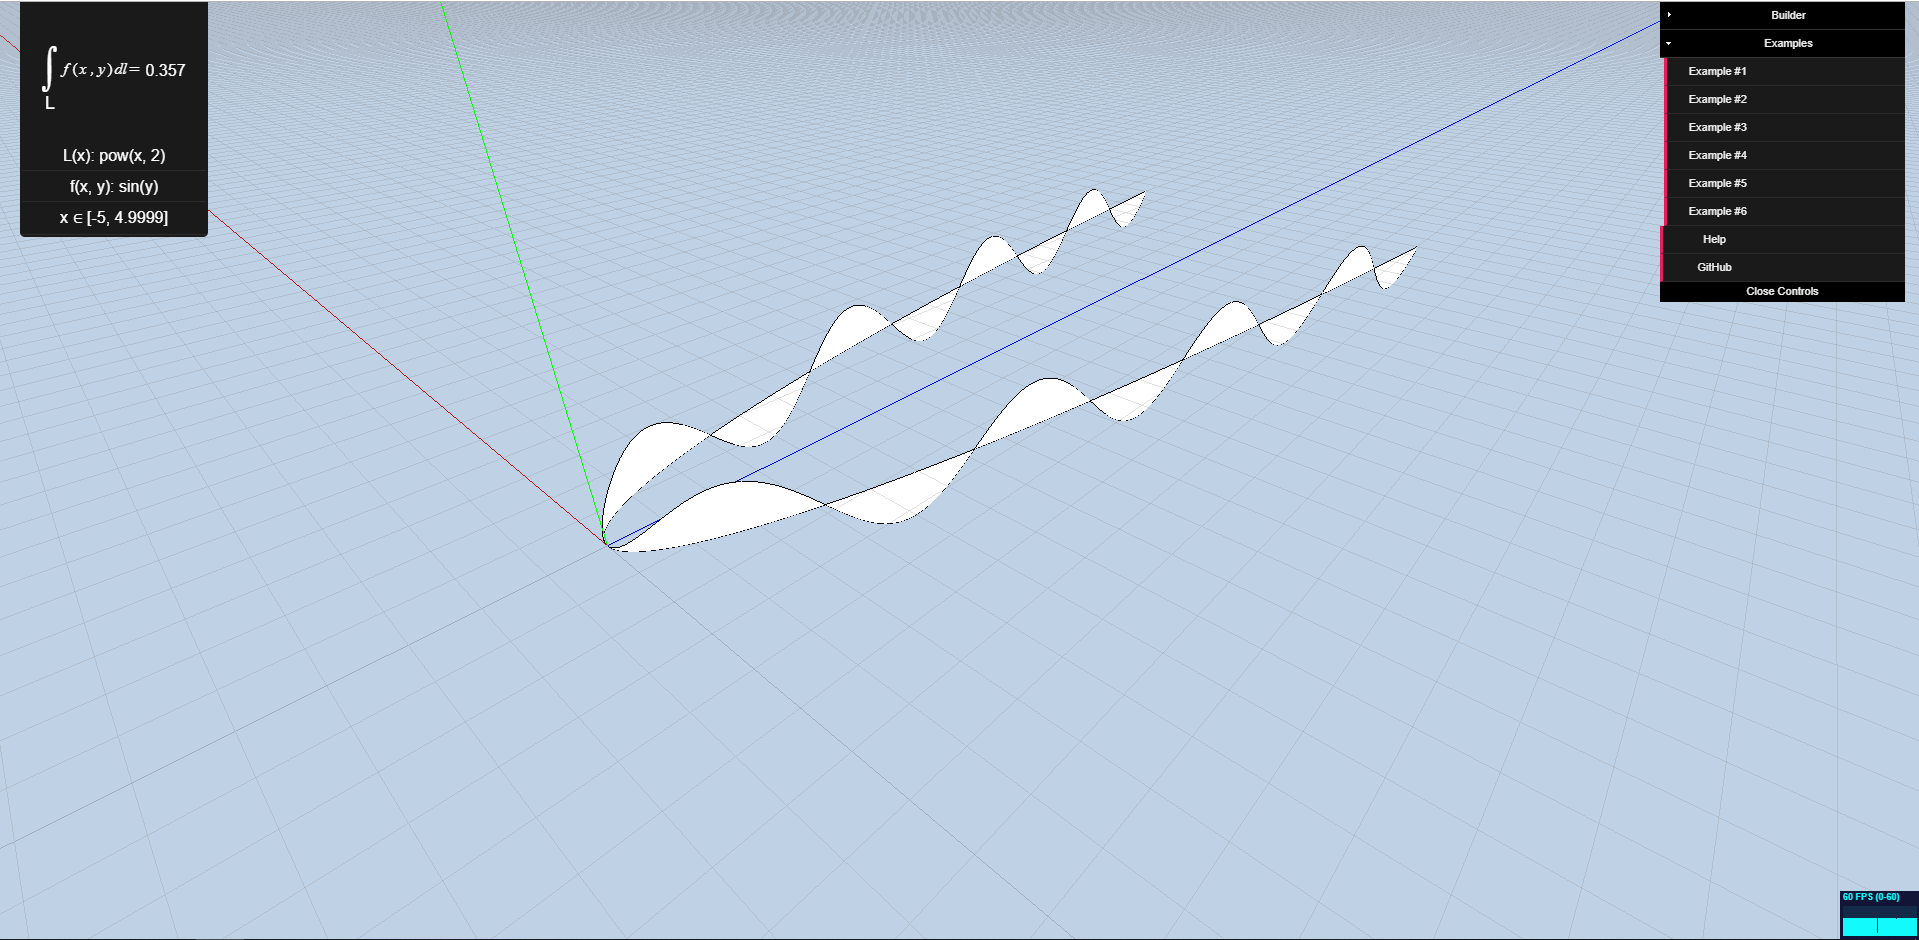 ∫ f(x,y)dl= 0.357
L
L(x): pow(x, 2)
f(x, y): sin(y)
x ∈ [-5, 4.9999]
Builder
Examples
Example #1
Example #2
Example #3
Example #4
Example #5
Example #6
Help
GitHub
Close Controls
60 FPS (0-60)